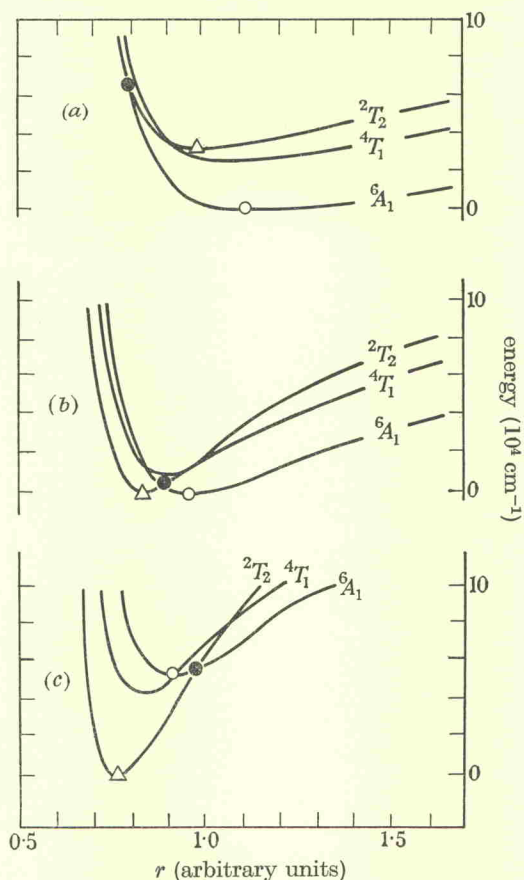 10
(a)
²T₂
⁴T₁
⁶A₁
0
10
²T₂
(b)
⁴T₁
⁶A₁
0
energy (10⁴ cm⁻¹)
²T₂ ⁴T₁ ⁶A₁
10
(c)
0
0·5 1·0 1·5
r (arbitrary units)